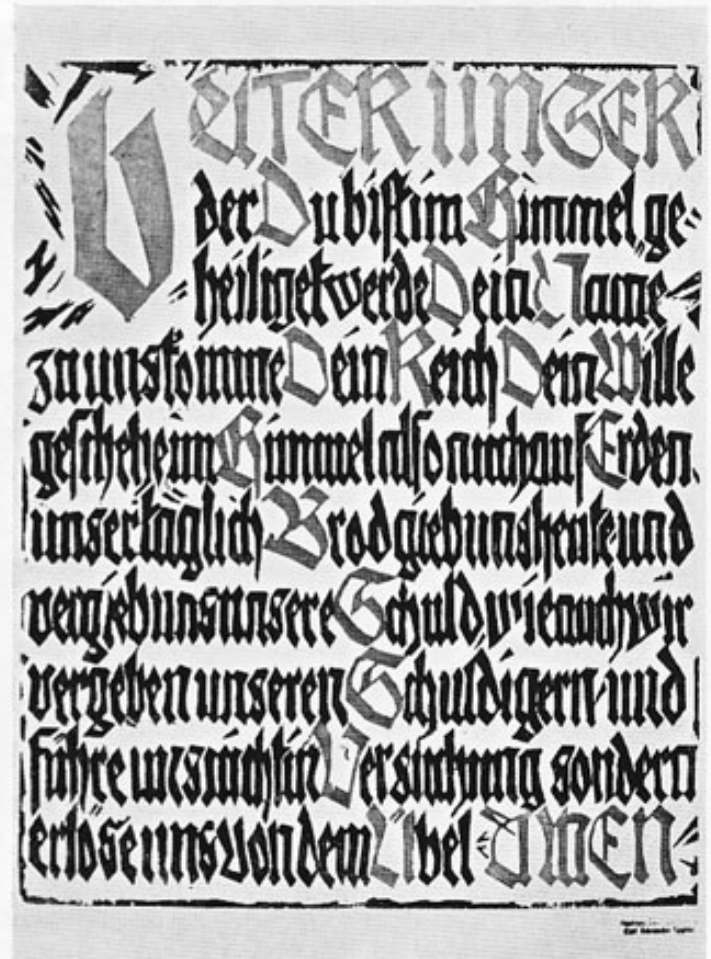 VATER UNSER
der Du biſt im Himmel ge-
heiliget werde Dein Name
zu uns komme Dein Reich Dein Wille
geſchehe im Himmel alſo auch auf Erden.
unser täglich Brod gieb uns heute und
vergieb uns unsere Schuld wie auch wir
vergeben unseren Schuldigern und
führe uns nicht in Versuchung sondern
erlöse uns von dem Übel AMEN